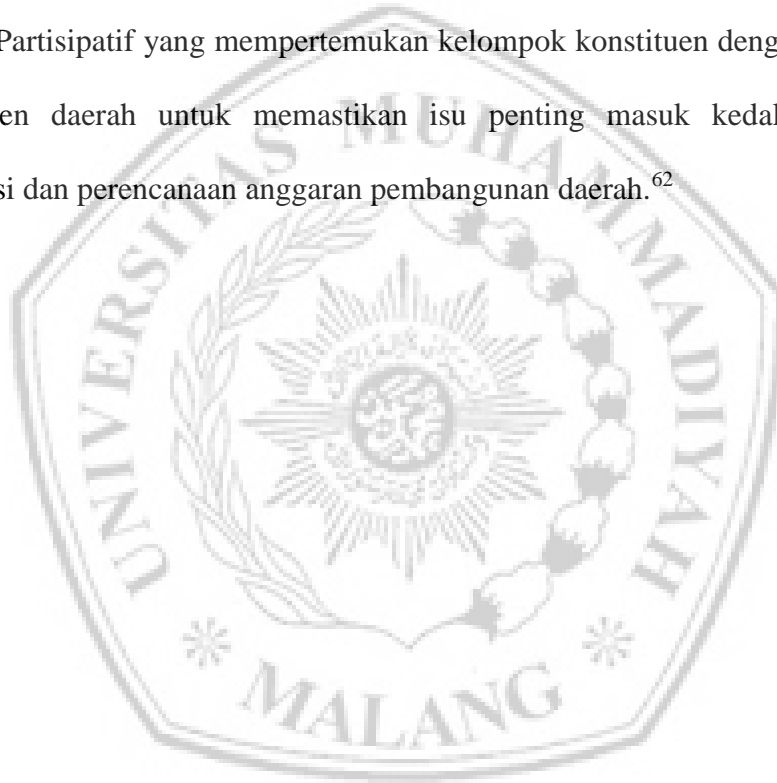 Partisipatif yang mempertemukan kelompok konstituen deng
en daerah untuk memastikan isu penting masuk kedal
si dan perencanaan anggaran pembangunan daerah.62
UNIVERSITAS MUHAMMADIYAH
MALANG